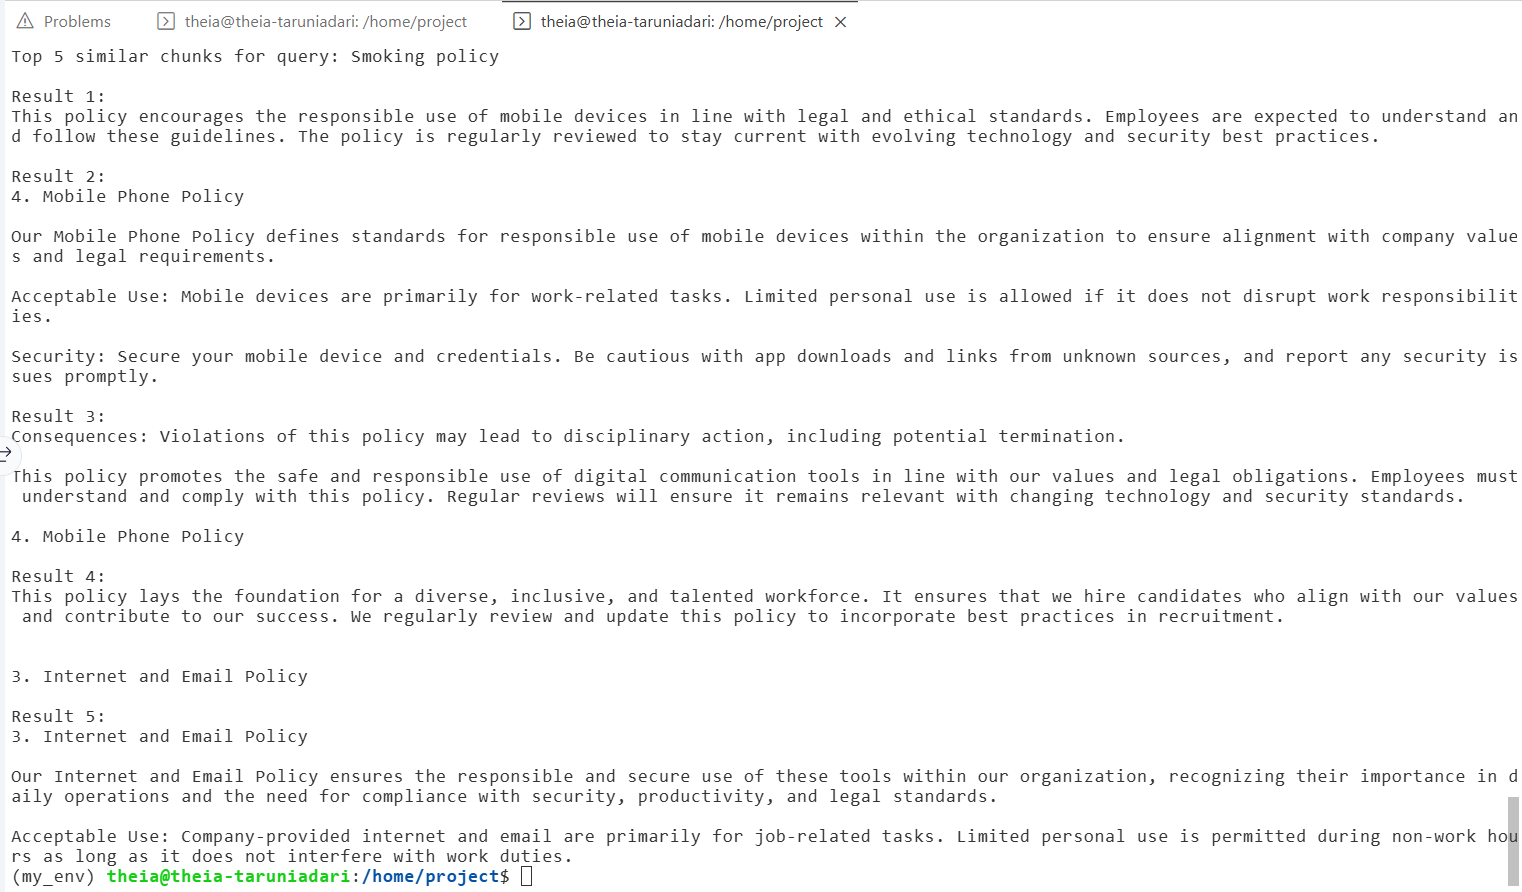 Problems theia@theia-taruniadari: /home/project theia@theia-taruniadari: /home/project
Top 5 similar chunks for query: Smoking policy
Result 1:
This policy encourages the responsible use of mobile devices in line with legal and ethical standards. Employees are expected to understand an
d follow these guidelines. The policy is regularly reviewed to stay current with evolving technology and security best practices.
Result 2:
4. Mobile Phone Policy
Our Mobile Phone Policy defines standards for responsible use of mobile devices within the organization to ensure alignment with company value
s and legal requirements.
Acceptable Use: Mobile devices are primarily for work-related tasks. Limited personal use is allowed if it does not disrupt work responsibilit
ies.
Security: Secure your mobile device and credentials. Be cautious with app downloads and links from unknown sources, and report any security is
sues promptly.
Result 3:
Consequences: Violations of this policy may lead to disciplinary action, including potential termination.
This policy promotes the safe and responsible use of digital communication tools in line with our values and legal obligations. Employees must
understand and comply with this policy. Regular reviews will ensure it remains relevant with changing technology and security standards.
4. Mobile Phone Policy
Result 4:
This policy lays the foundation for a diverse, inclusive, and talented workforce. It ensures that we hire candidates who align with our values
and contribute to our success. We regularly review and update this policy to incorporate best practices in recruitment.
3. Internet and Email Policy
Result 5:
3. Internet and Email Policy
Our Internet and Email Policy ensures the responsible and secure use of these tools within our organization, recognizing their importance in d
aily operations and the need for compliance with security, productivity, and legal standards.
Acceptable Use: Company-provided internet and email are primarily for job-related tasks. Limited personal use is permitted during non-work hou
rs as long as it does not interfere with work duties.
(my_env) theia@theia-taruniadari:/home/project$